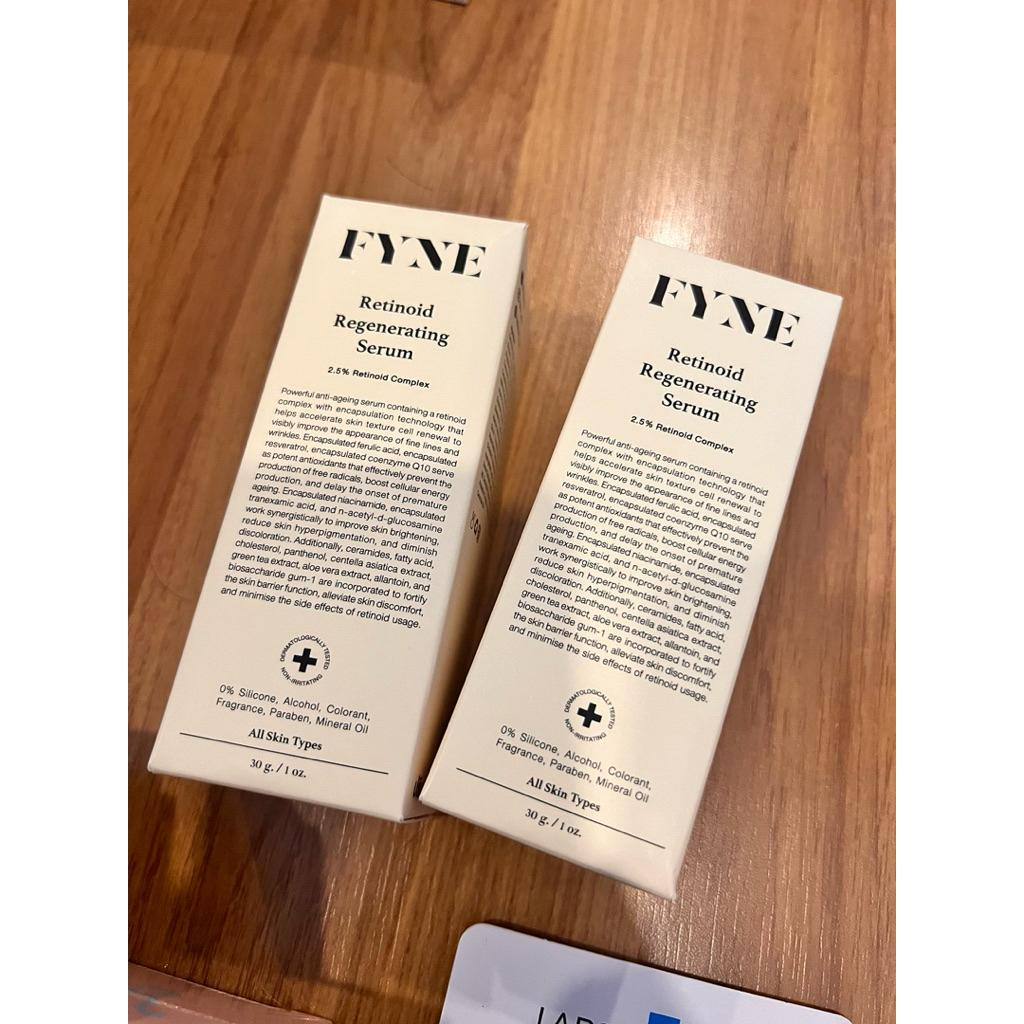 FYNE
Retinoid
Regenerating
Serum
2.5% Retinoid Complex
Powerful anti-ageing serum containing a retinoid
complex with encapsulation technology that
helps accelerate skin texture cell renewal to
visibly improve the appearance of fine lines and
wrinkles. Encapsulated ferulic acid, encapsulated
resveratrol, encapsulated coenzyme Q10 serve
as potent antioxidants that effectively prevent the
production of free radicals, boost cellular energy
production, and delay the onset of premature
ageing. Encapsulated niacinamide, encapsulated
tranexamic acid, and n-acetyl-d-glucosamine
work synergistically to improve skin brightening,
reduce skin hyperpigmentation, and diminish
discoloration. Additionally, ceramides, fatty acid,
cholesterol, panthenol, centella asiatica extract,
green tea extract, aloe vera extract, allantoin, and
biosaccharide gum-1 are incorporated to fortify
the skin barrier function, alleviate skin discomfort,
and minimise the side effects of retinoid usage.
DERMATOLOGICALLY TESTED
NON-IRRITATING
0% Silicone, Alcohol, Colorant,
Fragrance, Paraben, Mineral Oil
All Skin Types
30 g. / 1 oz.
FYNE
Retinoid
Regenerating
Serum
2.5% Retinoid Complex
Powerful anti-ageing serum containing a retinoid
complex with encapsulation technology that
helps accelerate skin texture cell renewal to
visibly improve the appearance of fine lines and
wrinkles. Encapsulated ferulic acid, encapsulated
resveratrol, encapsulated coenzyme Q10 serve
as potent antioxidants that effectively prevent the
production of free radicals, boost cellular energy
production, and delay the onset of premature
ageing. Encapsulated niacinamide, encapsulated
tranexamic acid, and n-acetyl-d-glucosamine
work synergistically to improve skin brightening,
reduce skin hyperpigmentation, and diminish
discoloration. Additionally, ceramides, fatty acid,
cholesterol, panthenol, centella asiatica extract,
green tea extract, aloe vera extract, allantoin, and
biosaccharide gum-1 are incorporated to fortify
the skin barrier function, alleviate skin discomfort,
and minimise the side effects of retinoid usage.
DERMATOLOGICALLY TESTED
NON-IRRITATING
0% Silicone, Alcohol, Colorant,
Fragrance, Paraben, Mineral Oil
All Skin Types
30 g. / 1 oz.